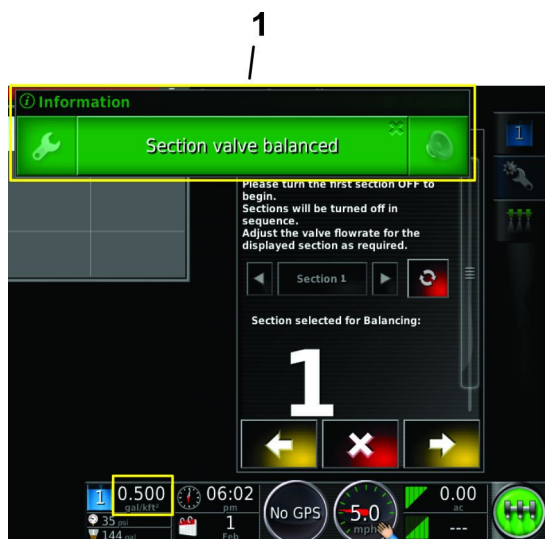 1
Information
Section valve balanced
1
Please turn the first section OFF to
begin.
Sections will be turned off in
sequence.
Adjust the valve flowrate for the
displayed section as required.
Section 1
Section selected for Balancing:
1
1
0.500
gal/kft²
35 psi
144 gal
06:02
pm
1
Feb
No GPS
5.0
mph
0.00
ac
---